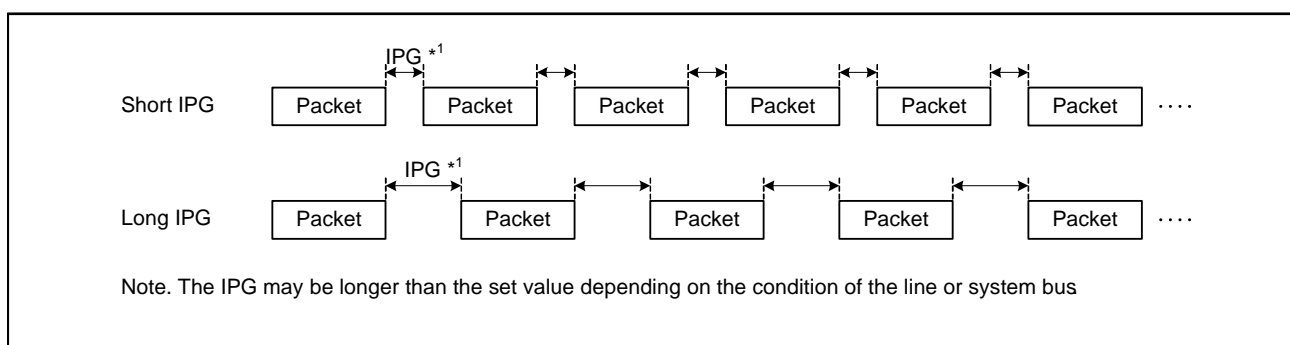 IPG *1
Short IPG Packet Packet Packet Packet Packet Packet ····
IPG *1
Long IPG Packet Packet Packet Packet Packet ····
Note. The IPG may be longer than the set value depending on the condition of the line or system bus.